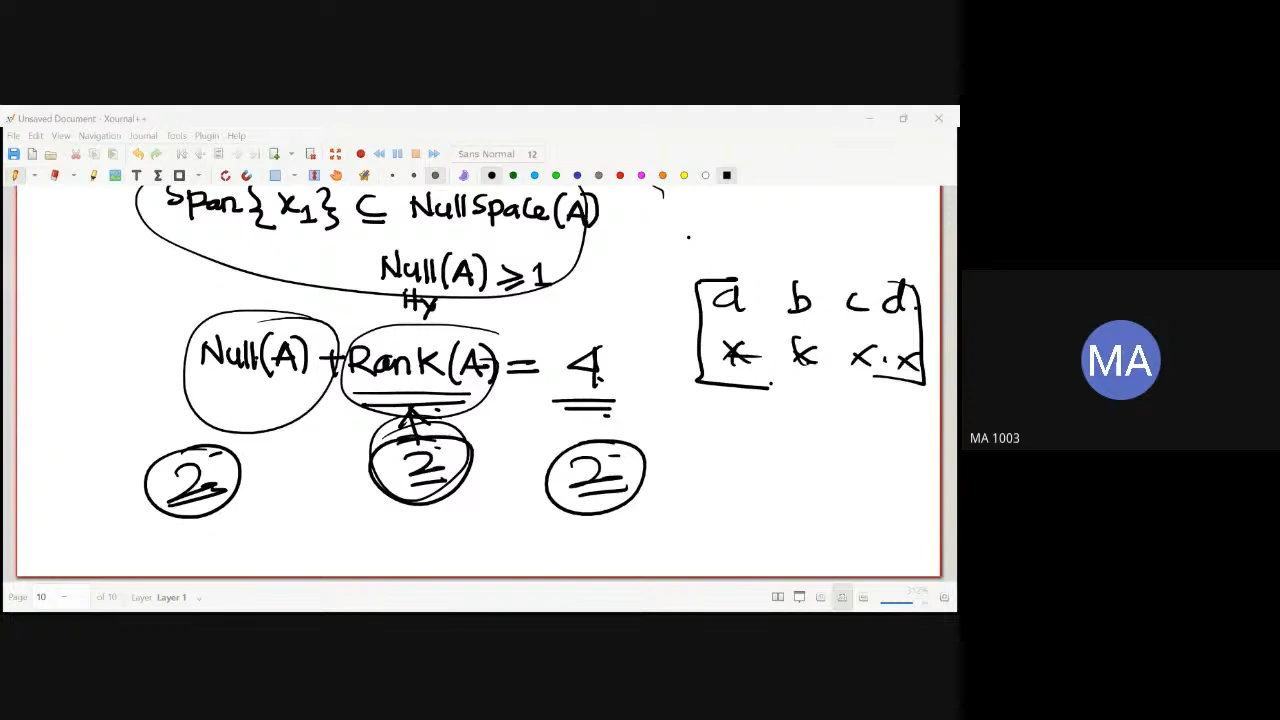 Unsaved Document - Xournal++
File Edit View Navigation Journal Tools Plugin Help
Sans Normal 12
Span{x₁} ⊆ NullSpace(A)
Null(A) ⩾ 1
Null(A) + Rank(A) = 4
2 2 2
a b c d
x x x x
MA
MA 1003
Page 10 of 10 Layer Layer 1
312%